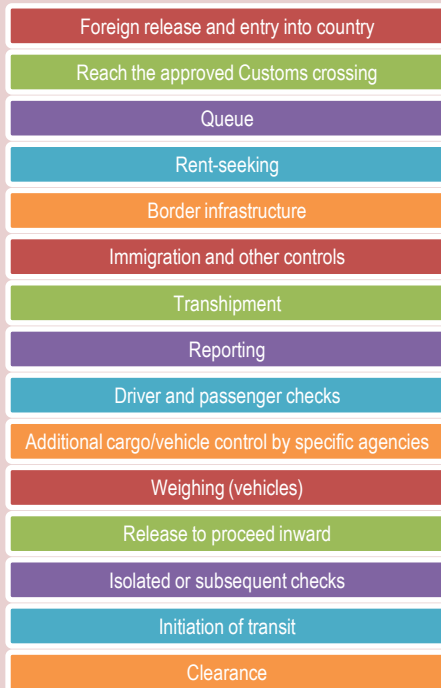 Foreign release and entry into country
Reach the approved Customs crossing
Queue
Rent-seeking
Border infrastructure
Immigration and other controls
Transhipment
Reporting
Driver and passenger checks
Additional cargo/vehicle control by specific agencies
Weighing (vehicles)
Release to proceed inward
Isolated or subsequent checks
Initiation of transit
Clearance